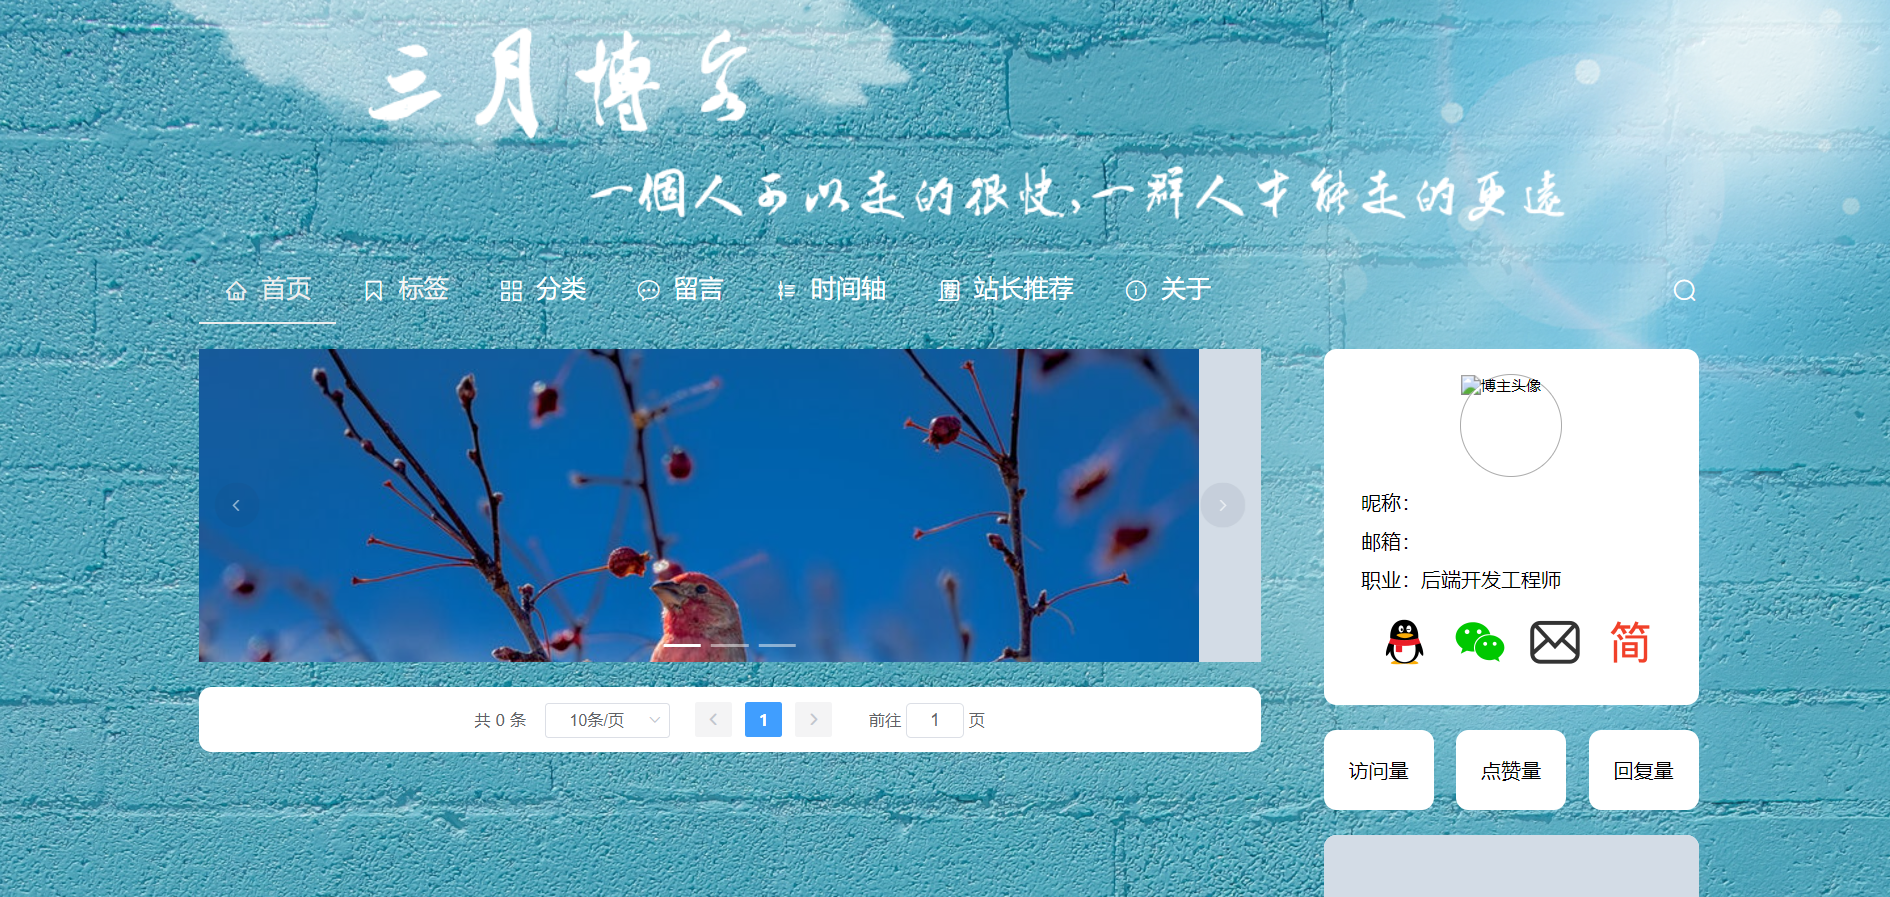 三月博客
一個人可以走的很快,一群人才能走的更遠
首页 标签 分类 留言 时间轴 站长推荐 关于
博主头像
昵称：
邮箱：
职业：后端开发工程师
简
共 0 条 10条/页 1 前往 1 页
访问量 点赞量 回复量